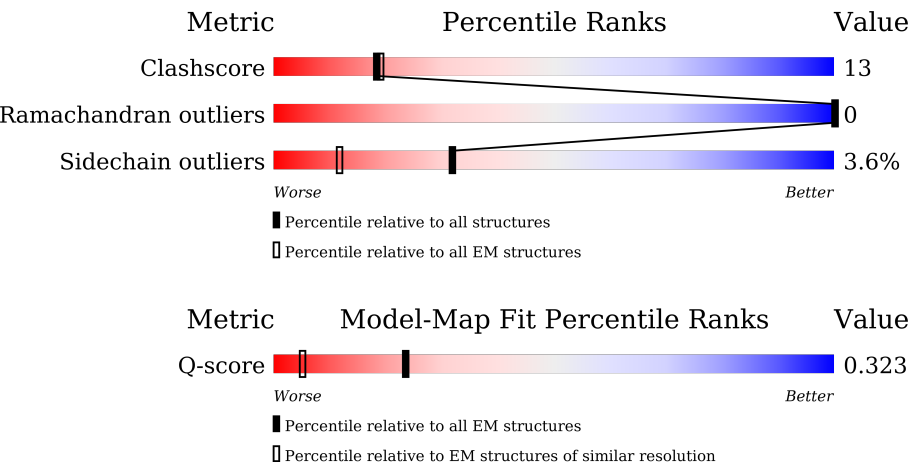 Metric Percentile Ranks Value
Clashscore 13
Ramachandran outliers 0
Sidechain outliers 3.6%
Worse Better
Percentile relative to all structures
Percentile relative to all EM structures
Metric Model-Map Fit Percentile Ranks Value
Q-score 0.323
Worse Better
Percentile relative to all EM structures
Percentile relative to EM structures of similar resolution